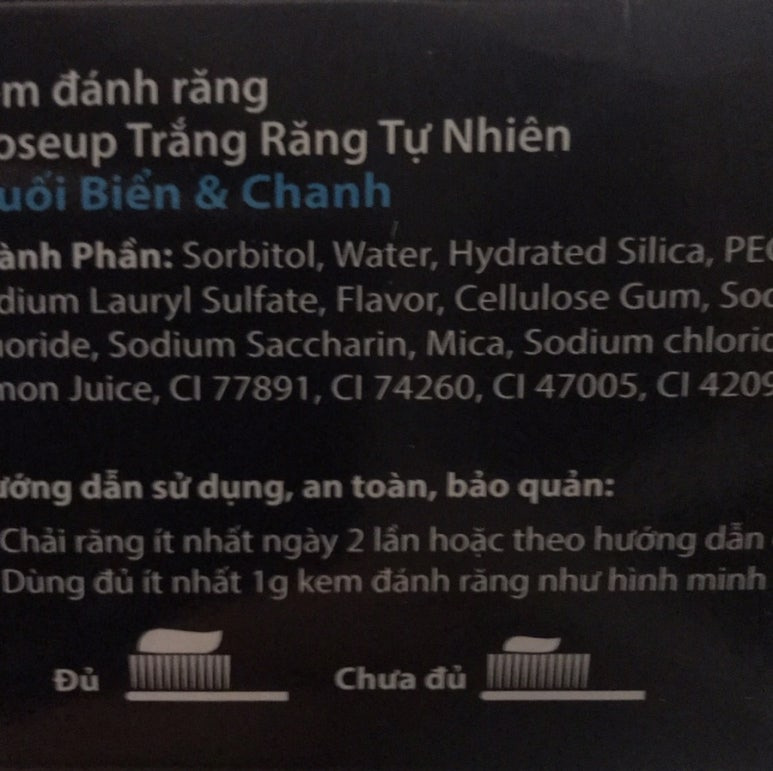 m đánh răng
oseup Trắng Răng Tự Nhiên
uối Biển & Chanh
ành Phần: Sorbitol, Water, Hydrated Silica, PE
dium Lauryl Sulfate, Flavor, Cellulose Gum, Soc
oride, Sodium Saccharin, Mica, Sodium chloric
mon Juice, CI 77891, CI 74260, CI 47005, CI 4209
ướng dẫn sử dụng, an toàn, bảo quản:
Chải răng ít nhất ngày 2 lần hoặc theo hướng dẫn
Dùng đủ ít nhất 1g kem đánh răng như hình minh
Đủ
Chưa đủ